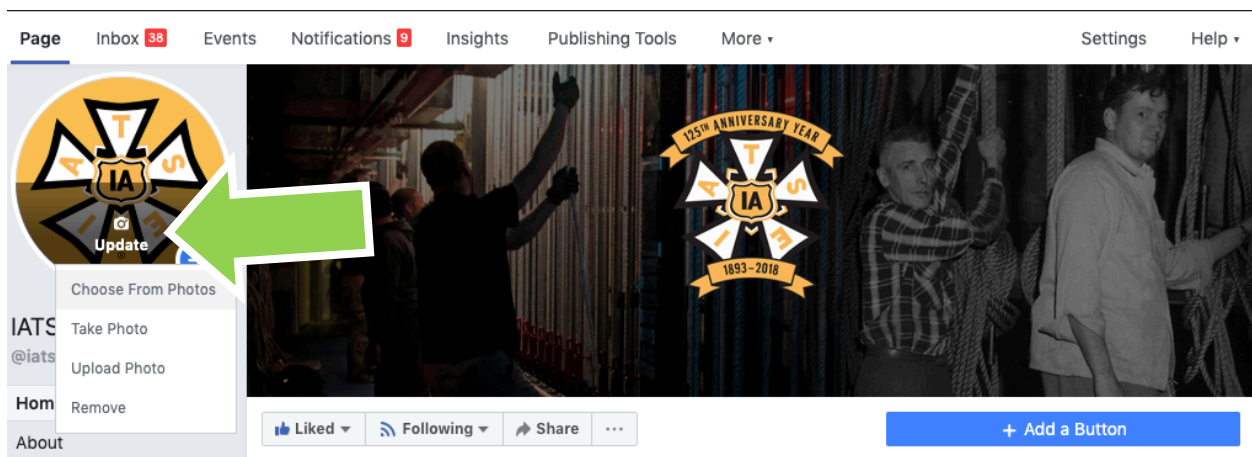 Page Inbox 38 Events Notifications 9 Insights Publishing Tools More Settings Help
T
A S
IA
I E
Update
125TH ANNIVERSARY YEAR
T
A S
IA
I E
1893-2018
Choose From Photos
IATS
Take Photo
@iats
Upload Photo
Hom
Remove
About
Liked Following Share ...
+ Add a Button